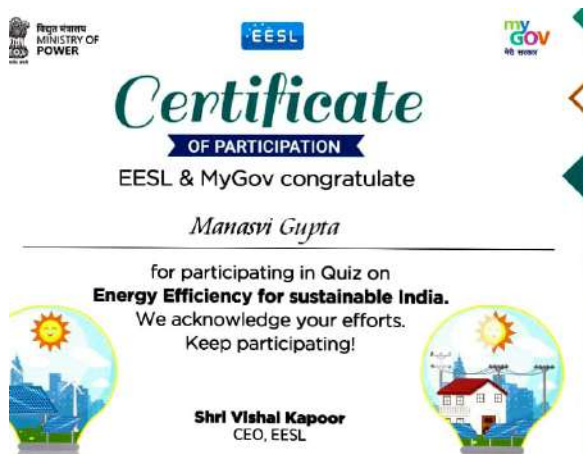 विद्युत मंत्रालय
MINISTRY OF
POWER
EESL
my
GOV
मेरी सरकार
Certificate
OF PARTICIPATION
EESL & MyGov congratulate
Manasvi Gupta
for participating in Quiz on
Energy Efficiency for sustainable India.
We acknowledge your efforts.
Keep participating!
Shri Vishal Kapoor
CEO, EESL